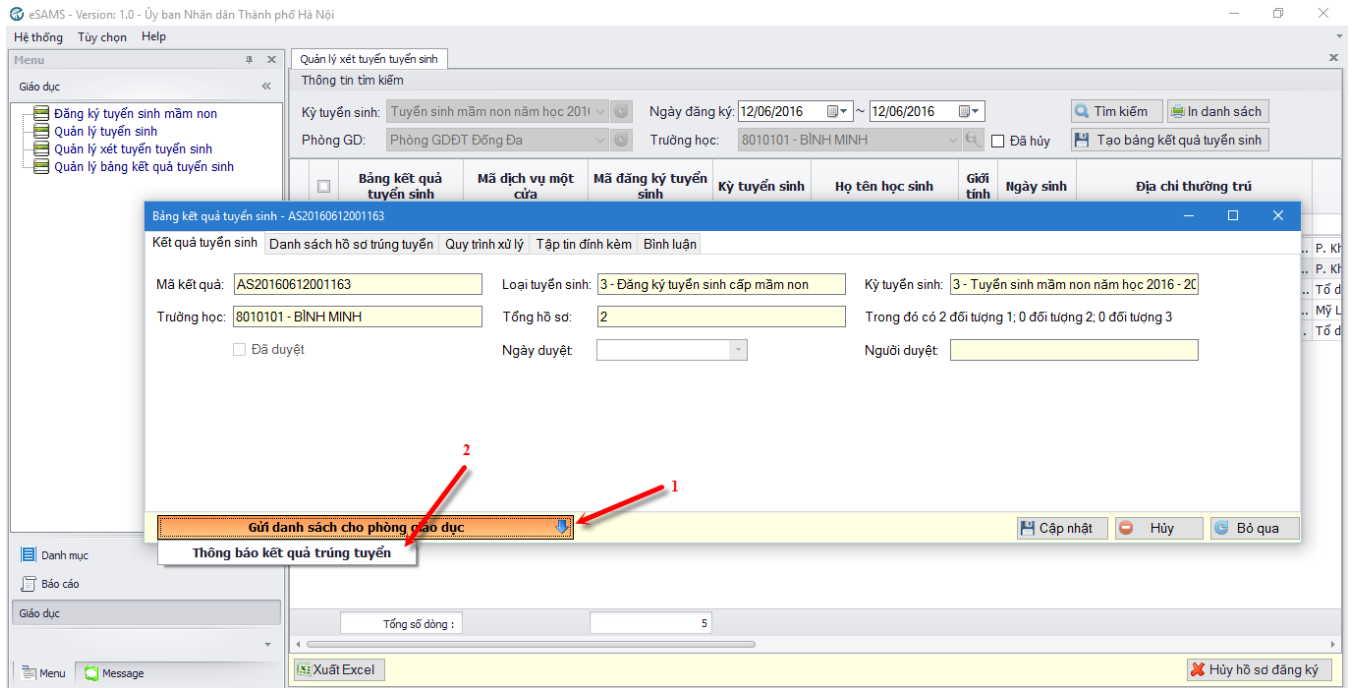 eSAMS - Version: 1.0 - Ủy ban Nhân dân Thành phố Hà Nội
Hệ thống Tùy chọn Help
Menu
Quản lý xét tuyển tuyển sinh
Giáo dục
Thông tin tìm kiếm
Đăng ký tuyển sinh mầm non
Quản lý tuyển sinh
Quản lý xét tuyển tuyển sinh
Quản lý bảng kết quả tuyển sinh
Kỳ tuyển sinh: Tuyển sinh mầm non năm học 201 Ngày đăng ký: 12/06/2016 ~ 12/06/2016 Tìm kiếm In danh sách
Phòng GD: Phòng GDĐT Đống Đa Trường học: 8010101 - BÌNH MINH Đã hủy Tạo bảng kết quả tuyển sinh
Bảng kết quả tuyển sinh Mã dịch vụ một cửa Mã đăng ký tuyển sinh Kỳ tuyển sinh Họ tên học sinh Giới tính Ngày sinh Địa chỉ thường trú
Bảng kết quả tuyển sinh - AS20160612001163
Kết quả tuyển sinh Danh sách hồ sơ trúng tuyển Quy trình xử lý Tập tin đính kèm Bình luận
Mã kết quả: AS20160612001163 Loại tuyển sinh: 3 - Đăng ký tuyển sinh cấp mầm non Kỳ tuyển sinh: 3 - Tuyển sinh mầm non năm học 2016 - 20
Trường học: 8010101 - BÌNH MINH Tổng hồ sơ: 2 Trong đó có 2 đối tượng 1; 0 đối tượng 2; 0 đối tượng 3
Đã duyệt Ngày duyệt Người duyệt
.. P. Kh
.. P. Kh
.. Tổ d
.. Mỹ L
. Tổ d
2
1
Gửi danh sách cho phòng giáo dục
Cập nhật Hủy Bỏ qua
Thông báo kết quả trúng tuyển
Danh mục
Báo cáo
Giáo dục
Tổng số dòng : 5
Menu Message
Xuất Excel
Hủy hồ sơ đăng ký